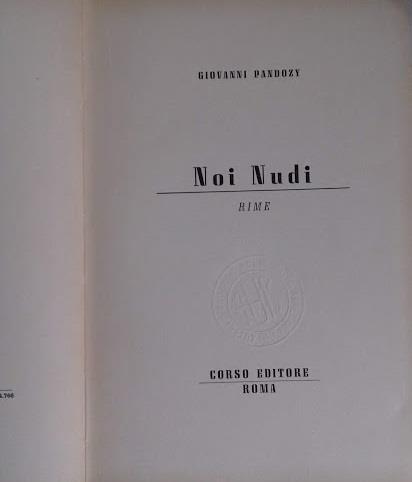 GIOVANNI PANDOZY
Noi Nudi
RIME
CORSO EDITORE
ROMA